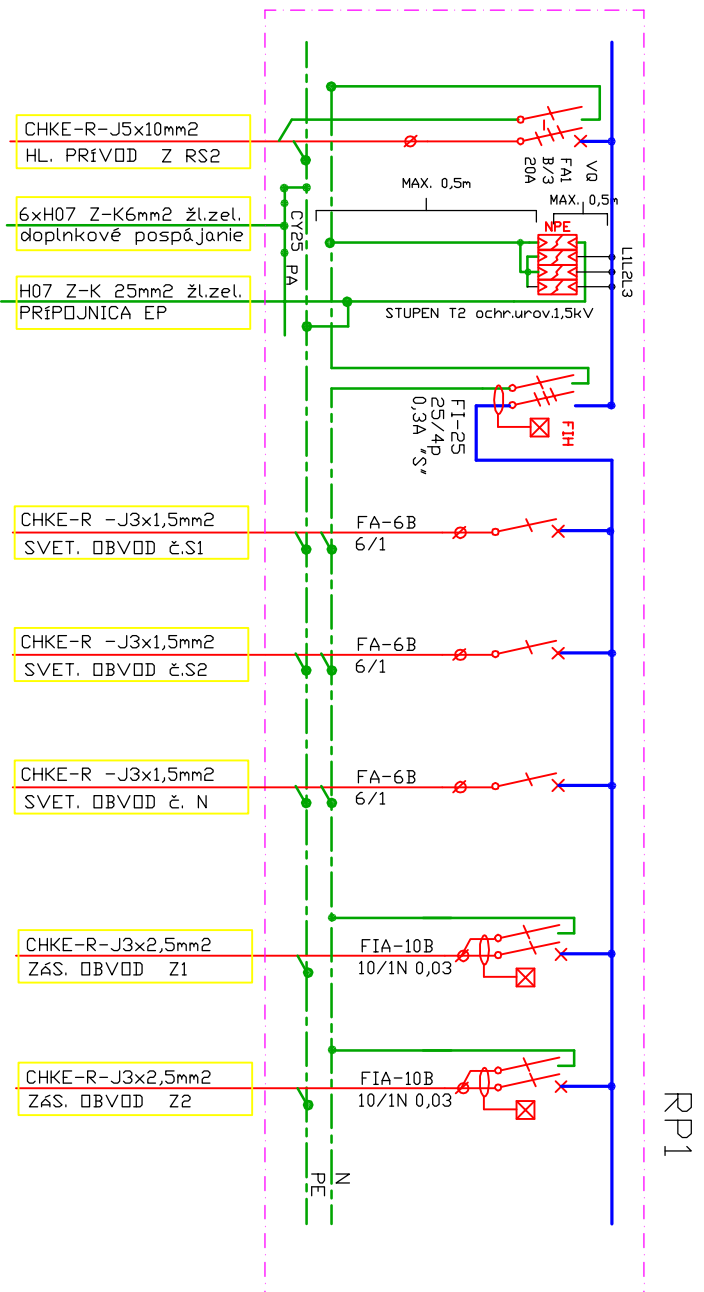 CHKE-R-J5x10mm2
HL. PRíVOD Z RS2
VQ
FA1
B/3
20A
MAX. 0,5m
MAX. 0,5m
6xH07 Z-K6mm2 žl.zel.
doplnkové pospájanie
CY25 PA
NPE
L1L2L3
H07 Z-K 25mm2 žl.zel.
PRíPOJNICA EP
STUPEN T2 ochr.urov.1,5kV
FI-25
25/4p
0,3A "S"
FIH
CHKE-R -J3x1,5mm2
SVET. OBVOD č.S1
FA-6B
6/1
CHKE-R -J3x1,5mm2
SVET. OBVOD č.S2
FA-6B
6/1
CHKE-R -J3x1,5mm2
SVET. OBVOD č. N
FA-6B
6/1
CHKE-R-J3x2,5mm2
ZáS. OBVOD Z1
FIA-10B
10/1N 0,03
CHKE-R-J3x2,5mm2
ZáS. OBVOD Z2
FIA-10B
10/1N 0,03
RP1
N
PE